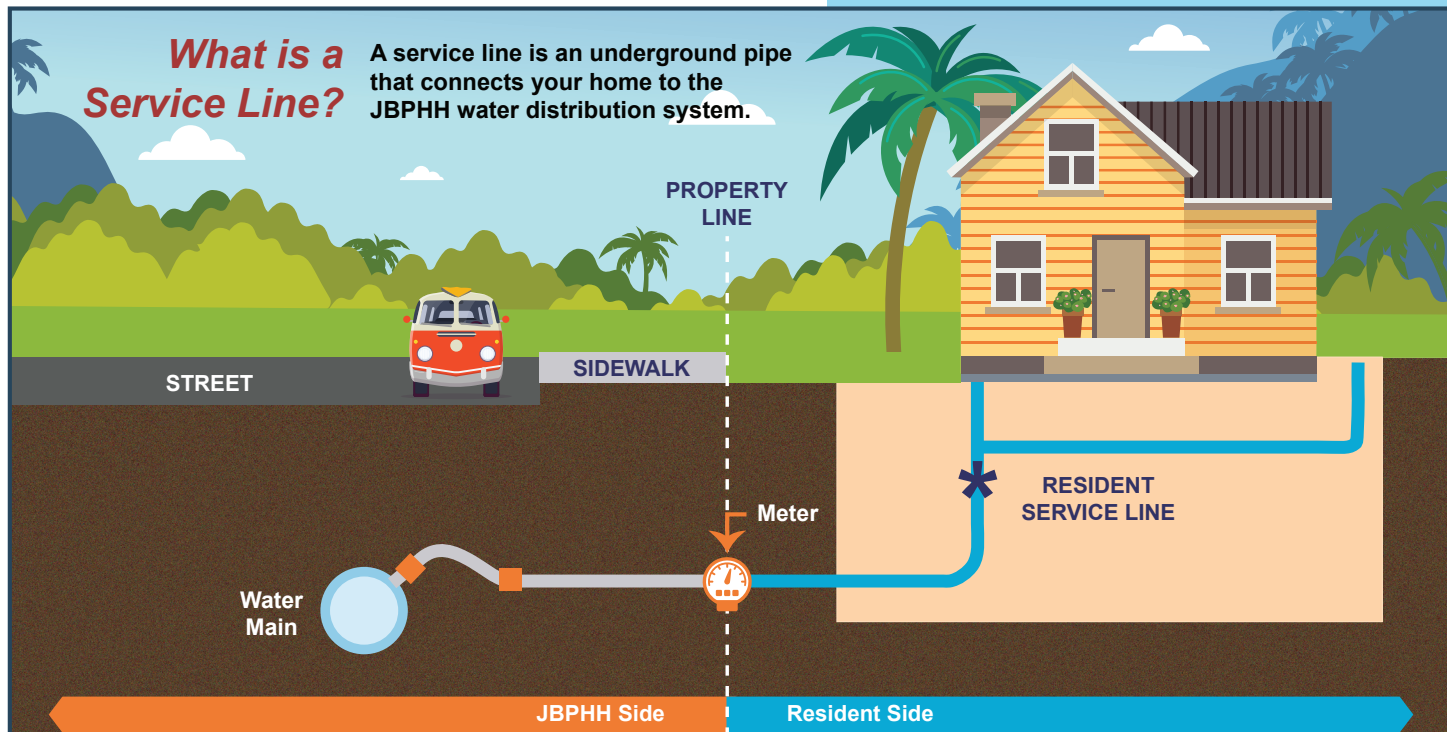 What is a
Service Line?
A service line is an underground pipe
that connects your home to the
JBPHH water distribution system.
PROPERTY
LINE
STREET
SIDEWALK
RESIDENT
SERVICE LINE
Meter
Water
Main
JBPHH Side
Resident Side